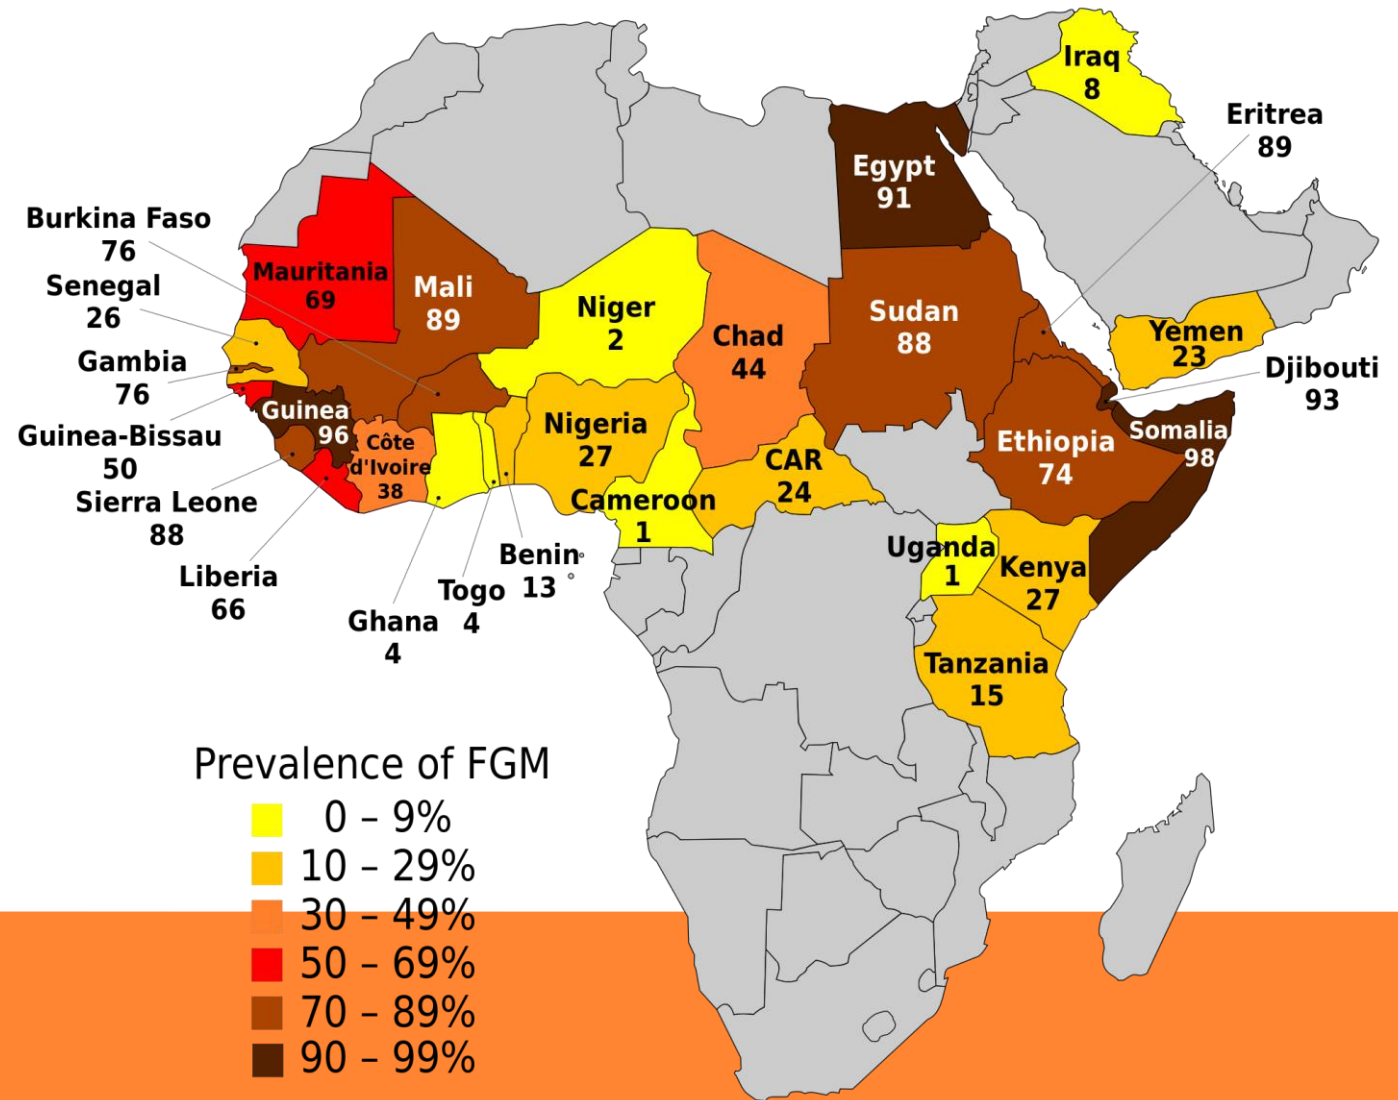 Iraq
8
Eritrea
89
Egypt
91
Burkina Faso
76
Senegal
26
Mauritania
69
Mali
89
Niger
2
Chad
44
Sudan
88
Yemen
23
Gambia
76
Djibouti
93
Guinea-Bissau
50
Guinea
96
Côte
d'Ivoire
38
Nigeria
27
CAR
24
Ethiopia
74
Somalia
98
Sierra Leone
88
Cameroon
1
Liberia
66
Benin
13
Togo
4
Ghana
4
Uganda
1
Kenya
27
Tanzania
15
Prevalence of FGM
0 – 9%
10 – 29%
30 – 49%
50 – 69%
70 – 89%
90 – 99%